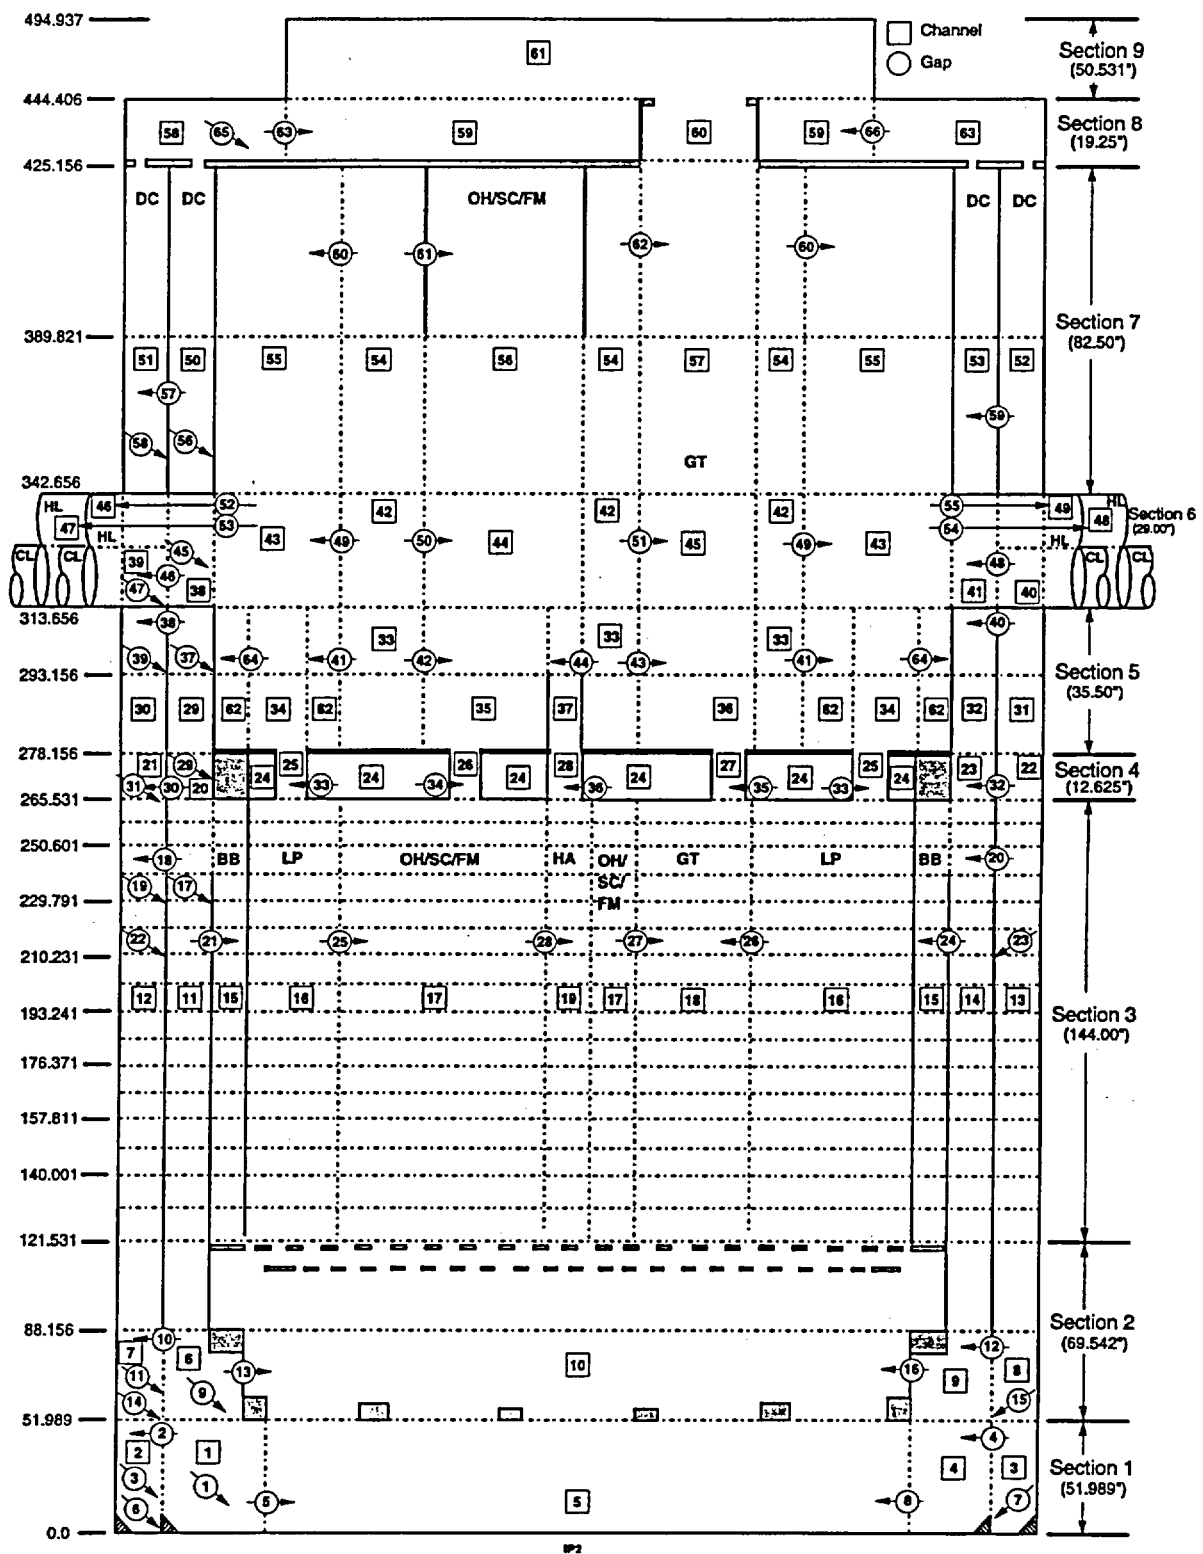 494.937
61
Channel
Gap
Section 9
(50.531")
444.406
58 65 63 59 60 59 66 63
Section 8
(19.25")
425.156
DC DC OH/SC/FM DC DC
60 61 62 60
Section 7
(82.50")
389.821
51 50 55 54 56 54 57 54 55 53 52
57 59
58 56
GT
342.656
HL 46 52 55 49 HL
47 53 54 48
Section 6
(29.00")
HL 43 42 49 50 44 42 51 45 42 49 43 HL
CL CL 39 45 46 48 CL CL
47 38 41 40
313.656
38 33 33 33 40
39 37 64 41 42 44 43 41 64
293.156
Section 5
(35.50")
30 29 62 34 62 35 37 36 62 34 62 32 31
278.156
21 29 25 26 28 27 25 23 22
31 30 20 24 33 24 34 24 36 24 35 24 33 24 32
Section 4
(12.625")
265.531
250.601
18 BB LP OH/SC/FM HA OH/ SC/ FM GT LP BB 20
19 17
229.791
22 21 25 28 27 26 24 23
210.231
12 11 15 16 17 19 17 18 16 15 14 13
193.241
Section 3
(144.00")
176.371
157.811
140.001
121.531
88.156
Section 2
(69.542")
10 12
7 6 13 10 16 9 8
11 9
14 15
51.989
2 4
2 1 4 3
3 1
Section 1
(51.989")
6 5 5 8 7
0.0
IP2